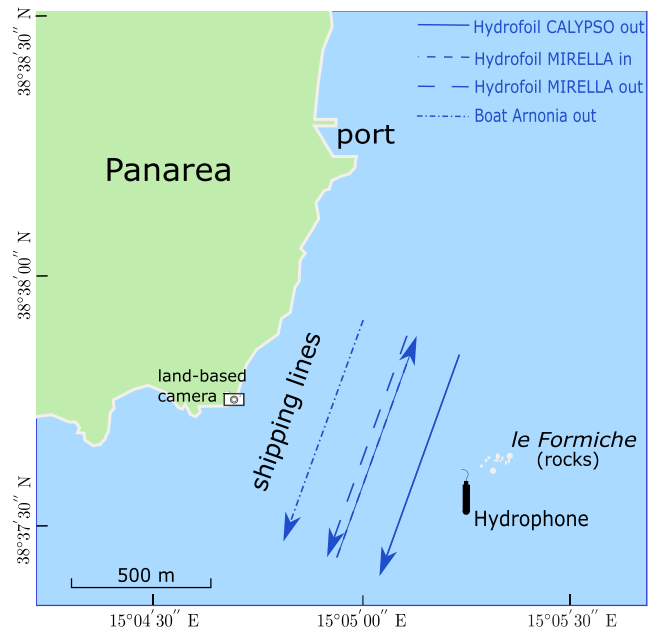 38°38′30″ N
Hydrofoil CALYPSO out
Hydrofoil MIRELLA in
Hydrofoil MIRELLA out
Boat Arnonia out
port
Panarea
38°38′00″ N
shipping lines
land-based
camera
le Formiche
(rocks)
38°37′30″ N
Hydrophone
500 m
15°04′30″ E
15°05′00″ E
15°05′30″ E